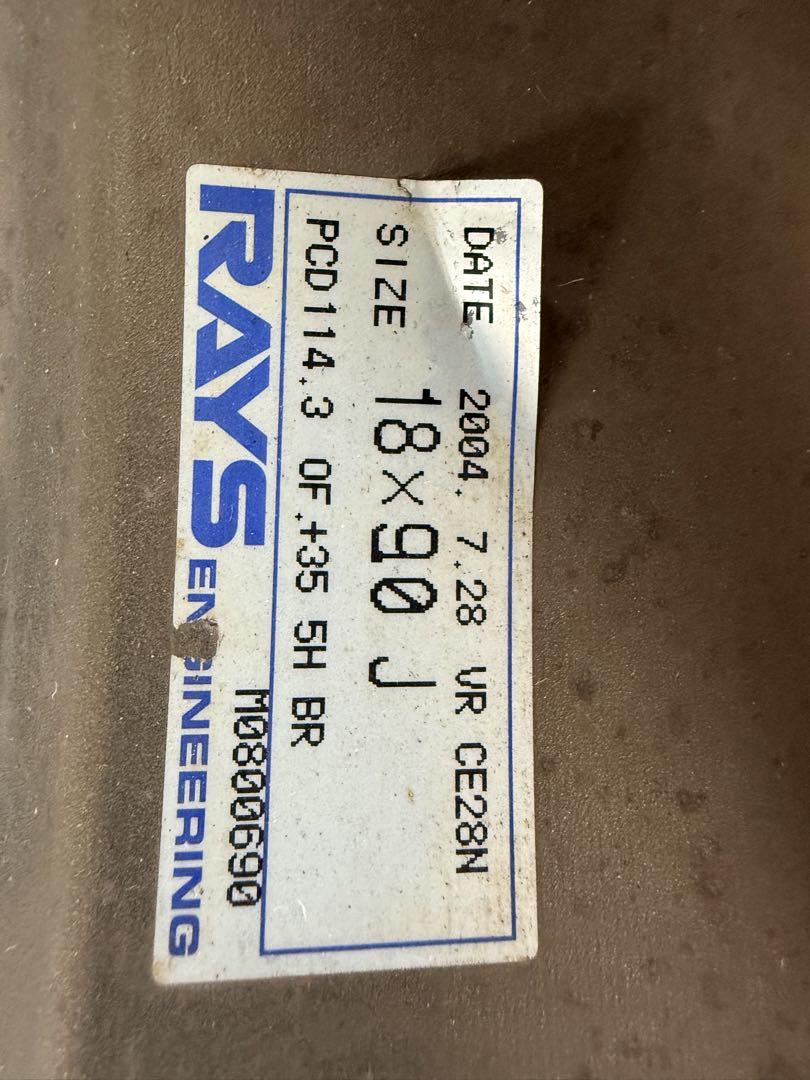 DATE 2004. 7.28 VR CE28N
SIZE 18×90 J
PCD114.3 OF.+35 5H BR
M0800690
RAYS ENGINEERING